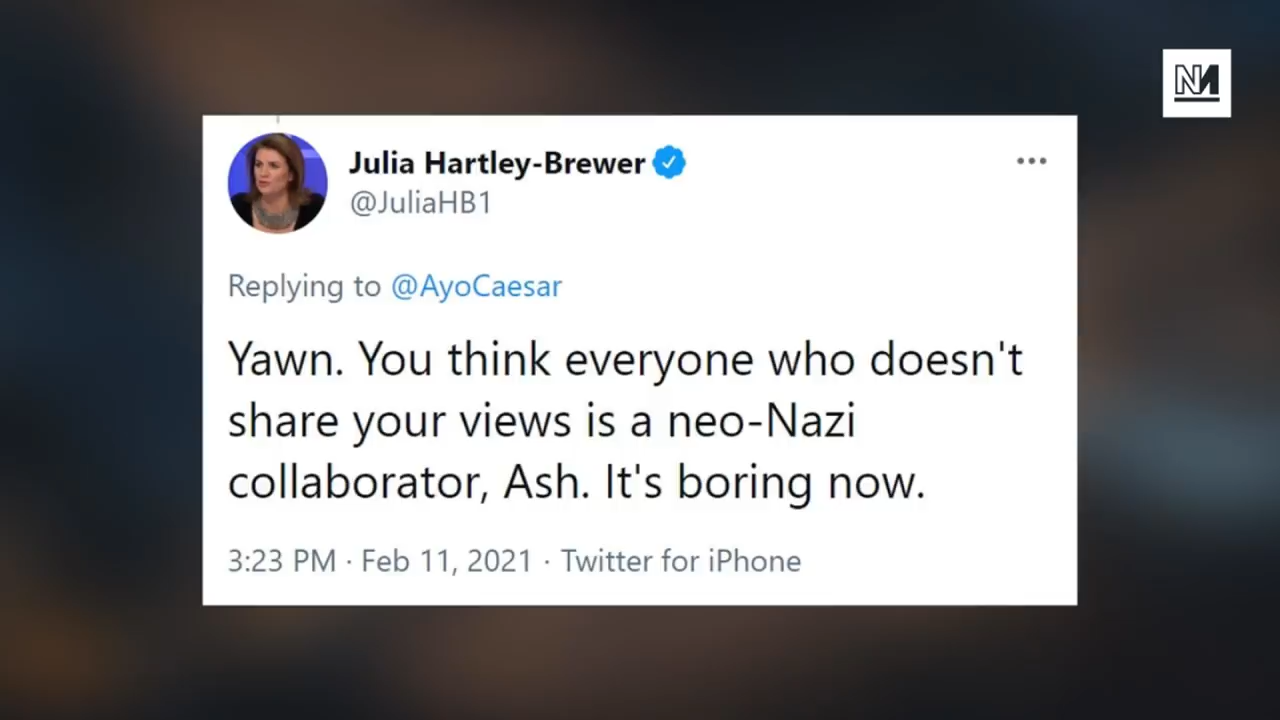 NM
Julia Hartley-Brewer
@JuliaHB1
Replying to @AyoCaesar
Yawn. You think everyone who doesn't
share your views is a neo-Nazi
collaborator, Ash. It's boring now.
3:23 PM · Feb 11, 2021 · Twitter for iPhone